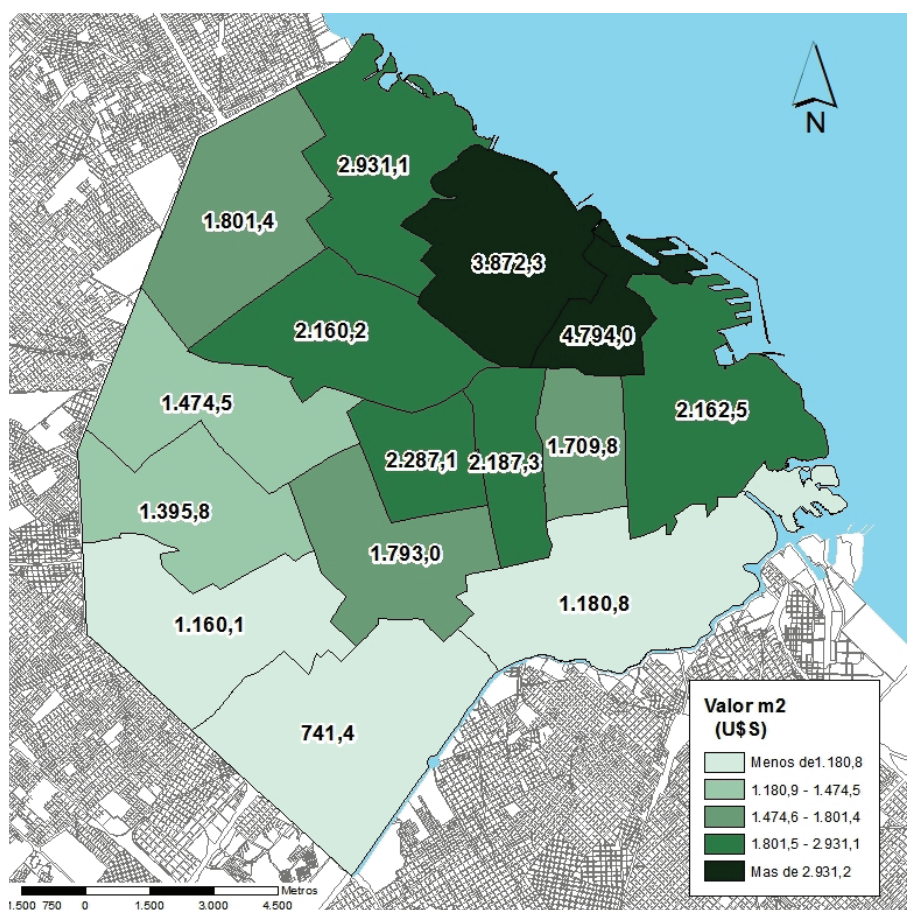 N
2.931,1
1.801,4
3.872,3
4.794,0
2.160,2
1.474,5
2.162,5
2.287,1
2.187,3
1.709,8
1.395,8
1.793,0
1.180,8
1.160,1
741,4
Valor m2
(U$S)
Menos de1.180,8
1.180,9 - 1.474,5
1.474,6 - 1.801,4
1.801,5 - 2.931,1
Mas de 2.931,2
Metros
1.500 750 0 1.500 3.000 4.500